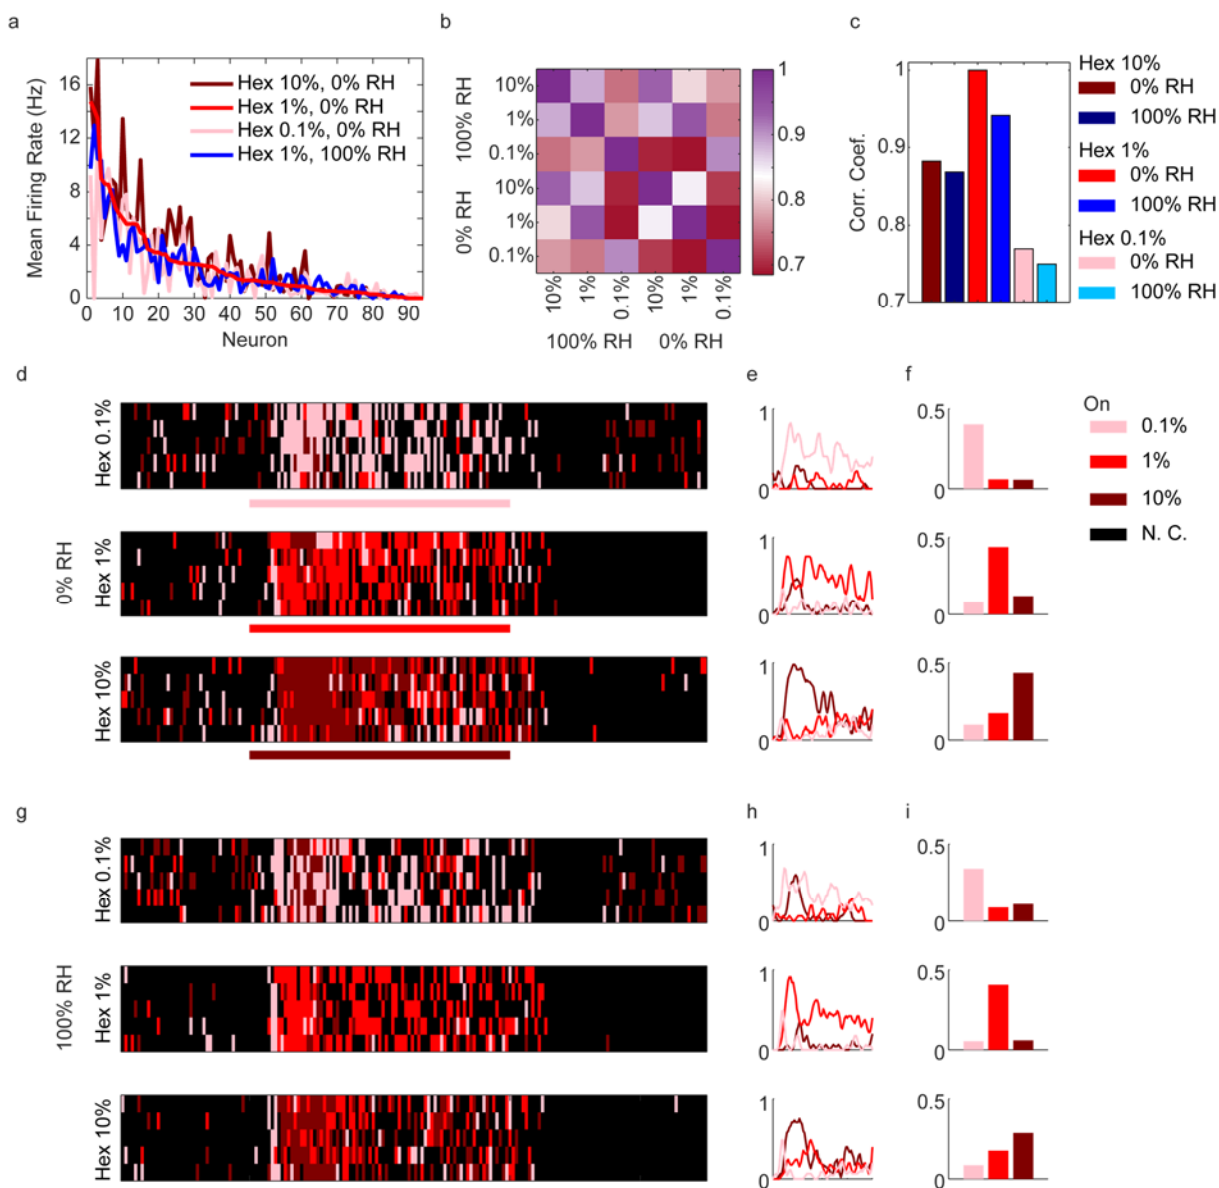 a
16
12
8
4
0
Mean Firing Rate (Hz)
Hex 10%, 0% RH
Hex 1%, 0% RH
Hex 0.1%, 0% RH
Hex 1%, 100% RH
0 10 20 30 40 50 60 70 80 90
Neuron
b
100% RH
0% RH
10%
1%
0.1%
10%
1%
0.1%
10% 1% 0.1% 10% 1% 0.1%
100% RH 0% RH
1
0.9
0.8
0.7
c
1
0.9
0.8
0.7
Corr. Coef.
Hex 10%
0% RH
100% RH
Hex 1%
0% RH
100% RH
Hex 0.1%
0% RH
100% RH
d
0% RH
Hex 0.1%
Hex 1%
Hex 10%
e
1
0
1
0
1
0
f
0.5
0
0.5
0
0.5
0
On
0.1%
1%
10%
N. C.
g
100% RH
Hex 0.1%
Hex 1%
Hex 10%
h
1
0
1
0
1
0
i
0.5
0
0.5
0
0.5
0